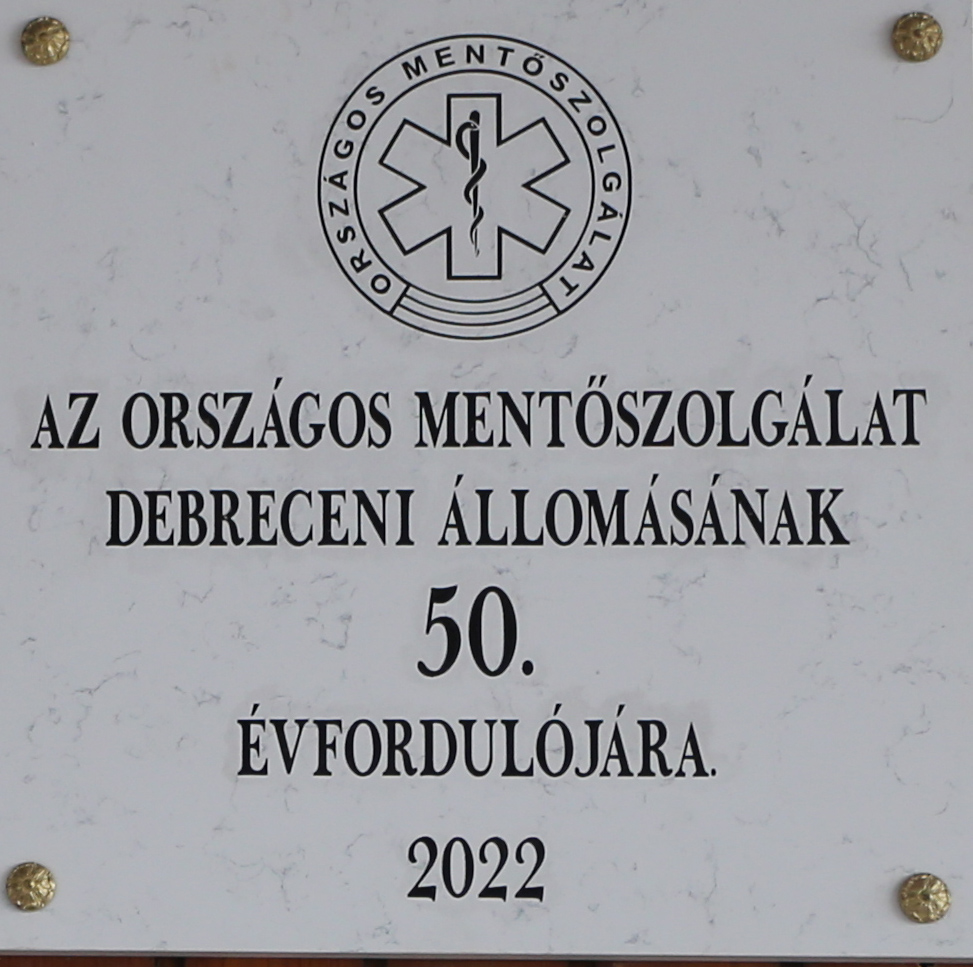 ORSZÁGOS MENTŐSZOLGÁLAT
AZ ORSZÁGOS MENTŐSZOLGÁLAT
DEBRECENI ÁLLOMÁSÁNAK
50.
ÉVFORDULÓJÁRA.
2022